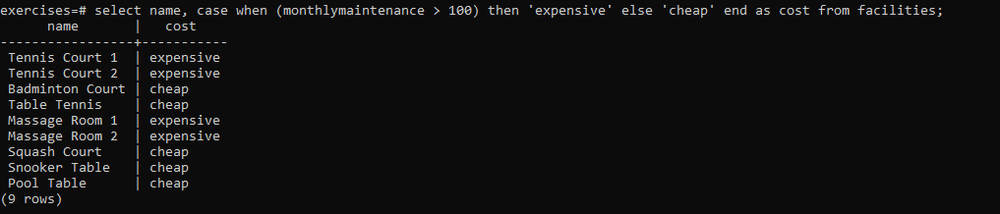 exercises=# select name, case when (monthlymaintenance > 100) then 'expensive' else 'cheap' end as cost from facilities;
      name       |   cost
-----------------+-----------
 Tennis Court 1  | expensive
 Tennis Court 2  | expensive
 Badminton Court | cheap
 Table Tennis    | cheap
 Massage Room 1  | expensive
 Massage Room 2  | expensive
 Squash Court    | cheap
 Snooker Table   | cheap
 Pool Table      | cheap
(9 rows)